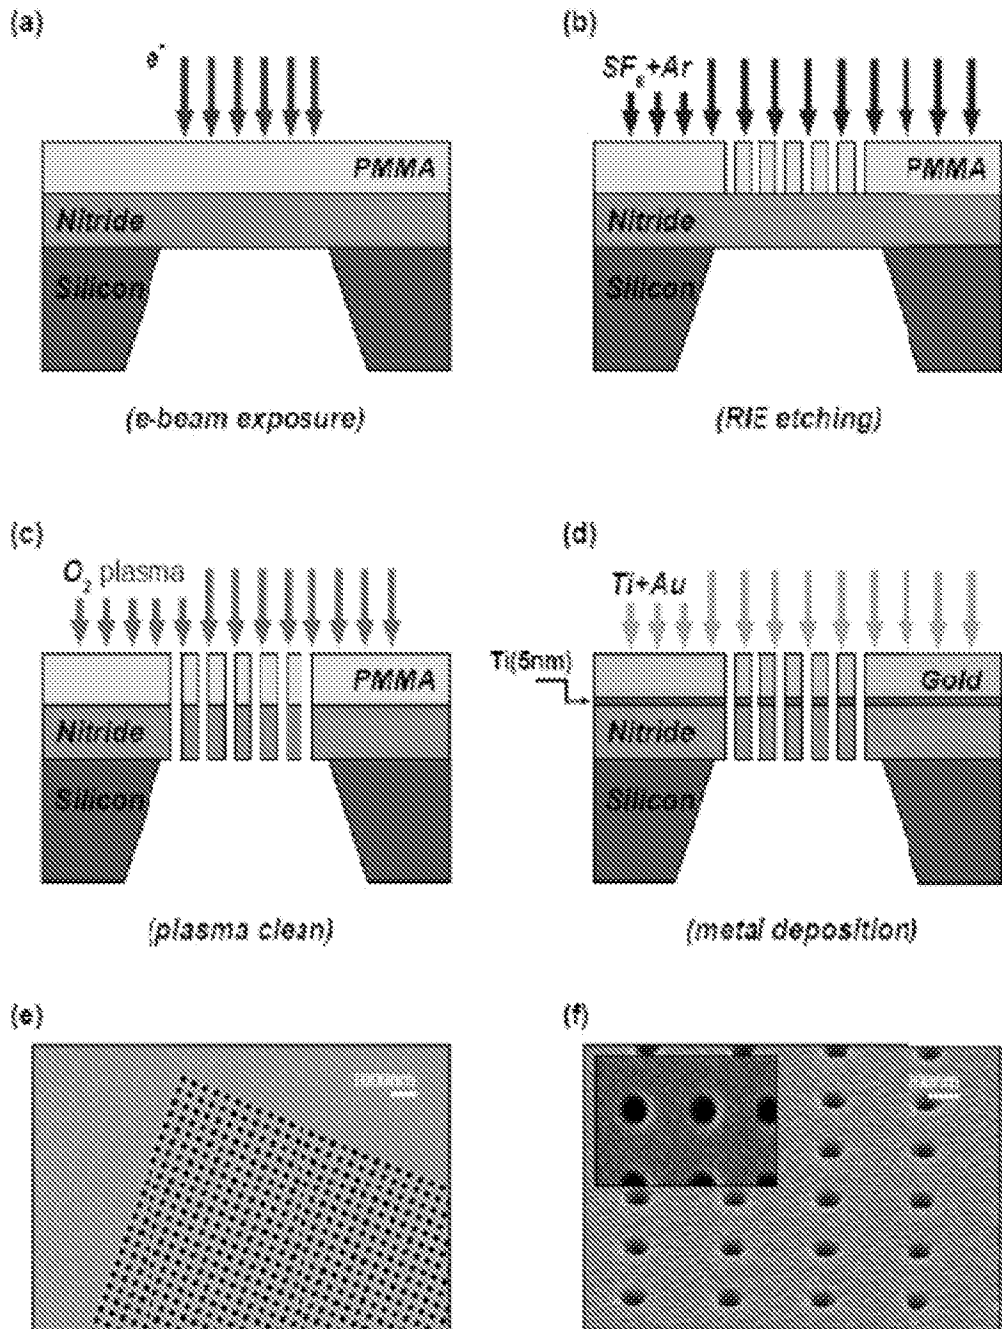 (a)
e-
PMMA
Nitride
Silicon
(e-beam exposure)
(b)
SF6+Ar
PMMA
Nitride
Silicon
(RIE etching)
(c)
O2 plasma
PMMA
Nitride
Silicon
(plasma clean)
(d)
Ti+Au
Ti(5nm)
Gold
Nitride
Silicon
(metal deposition)
(e)
(f)